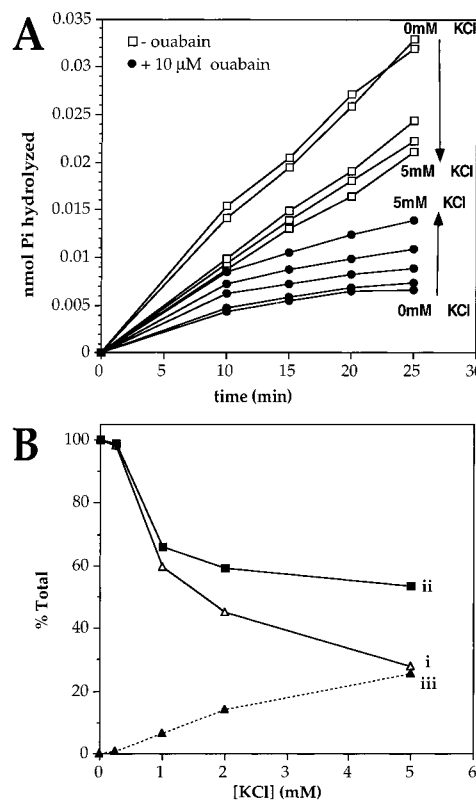 A
0.035
0.03
0.025
0.02
0.015
0.01
0.005
0
nmol Pi hydrolyzed
- ouabain
+ 10 µM ouabain
0mM KCl
5mM KCl
5mM KCl
0mM KCl
0 5 10 15 20 25 30
time (min)
B
100
80
60
40
20
0
% Total
ii
i
iii
0 1 2 3 4 5 6
[KCl] (mM)